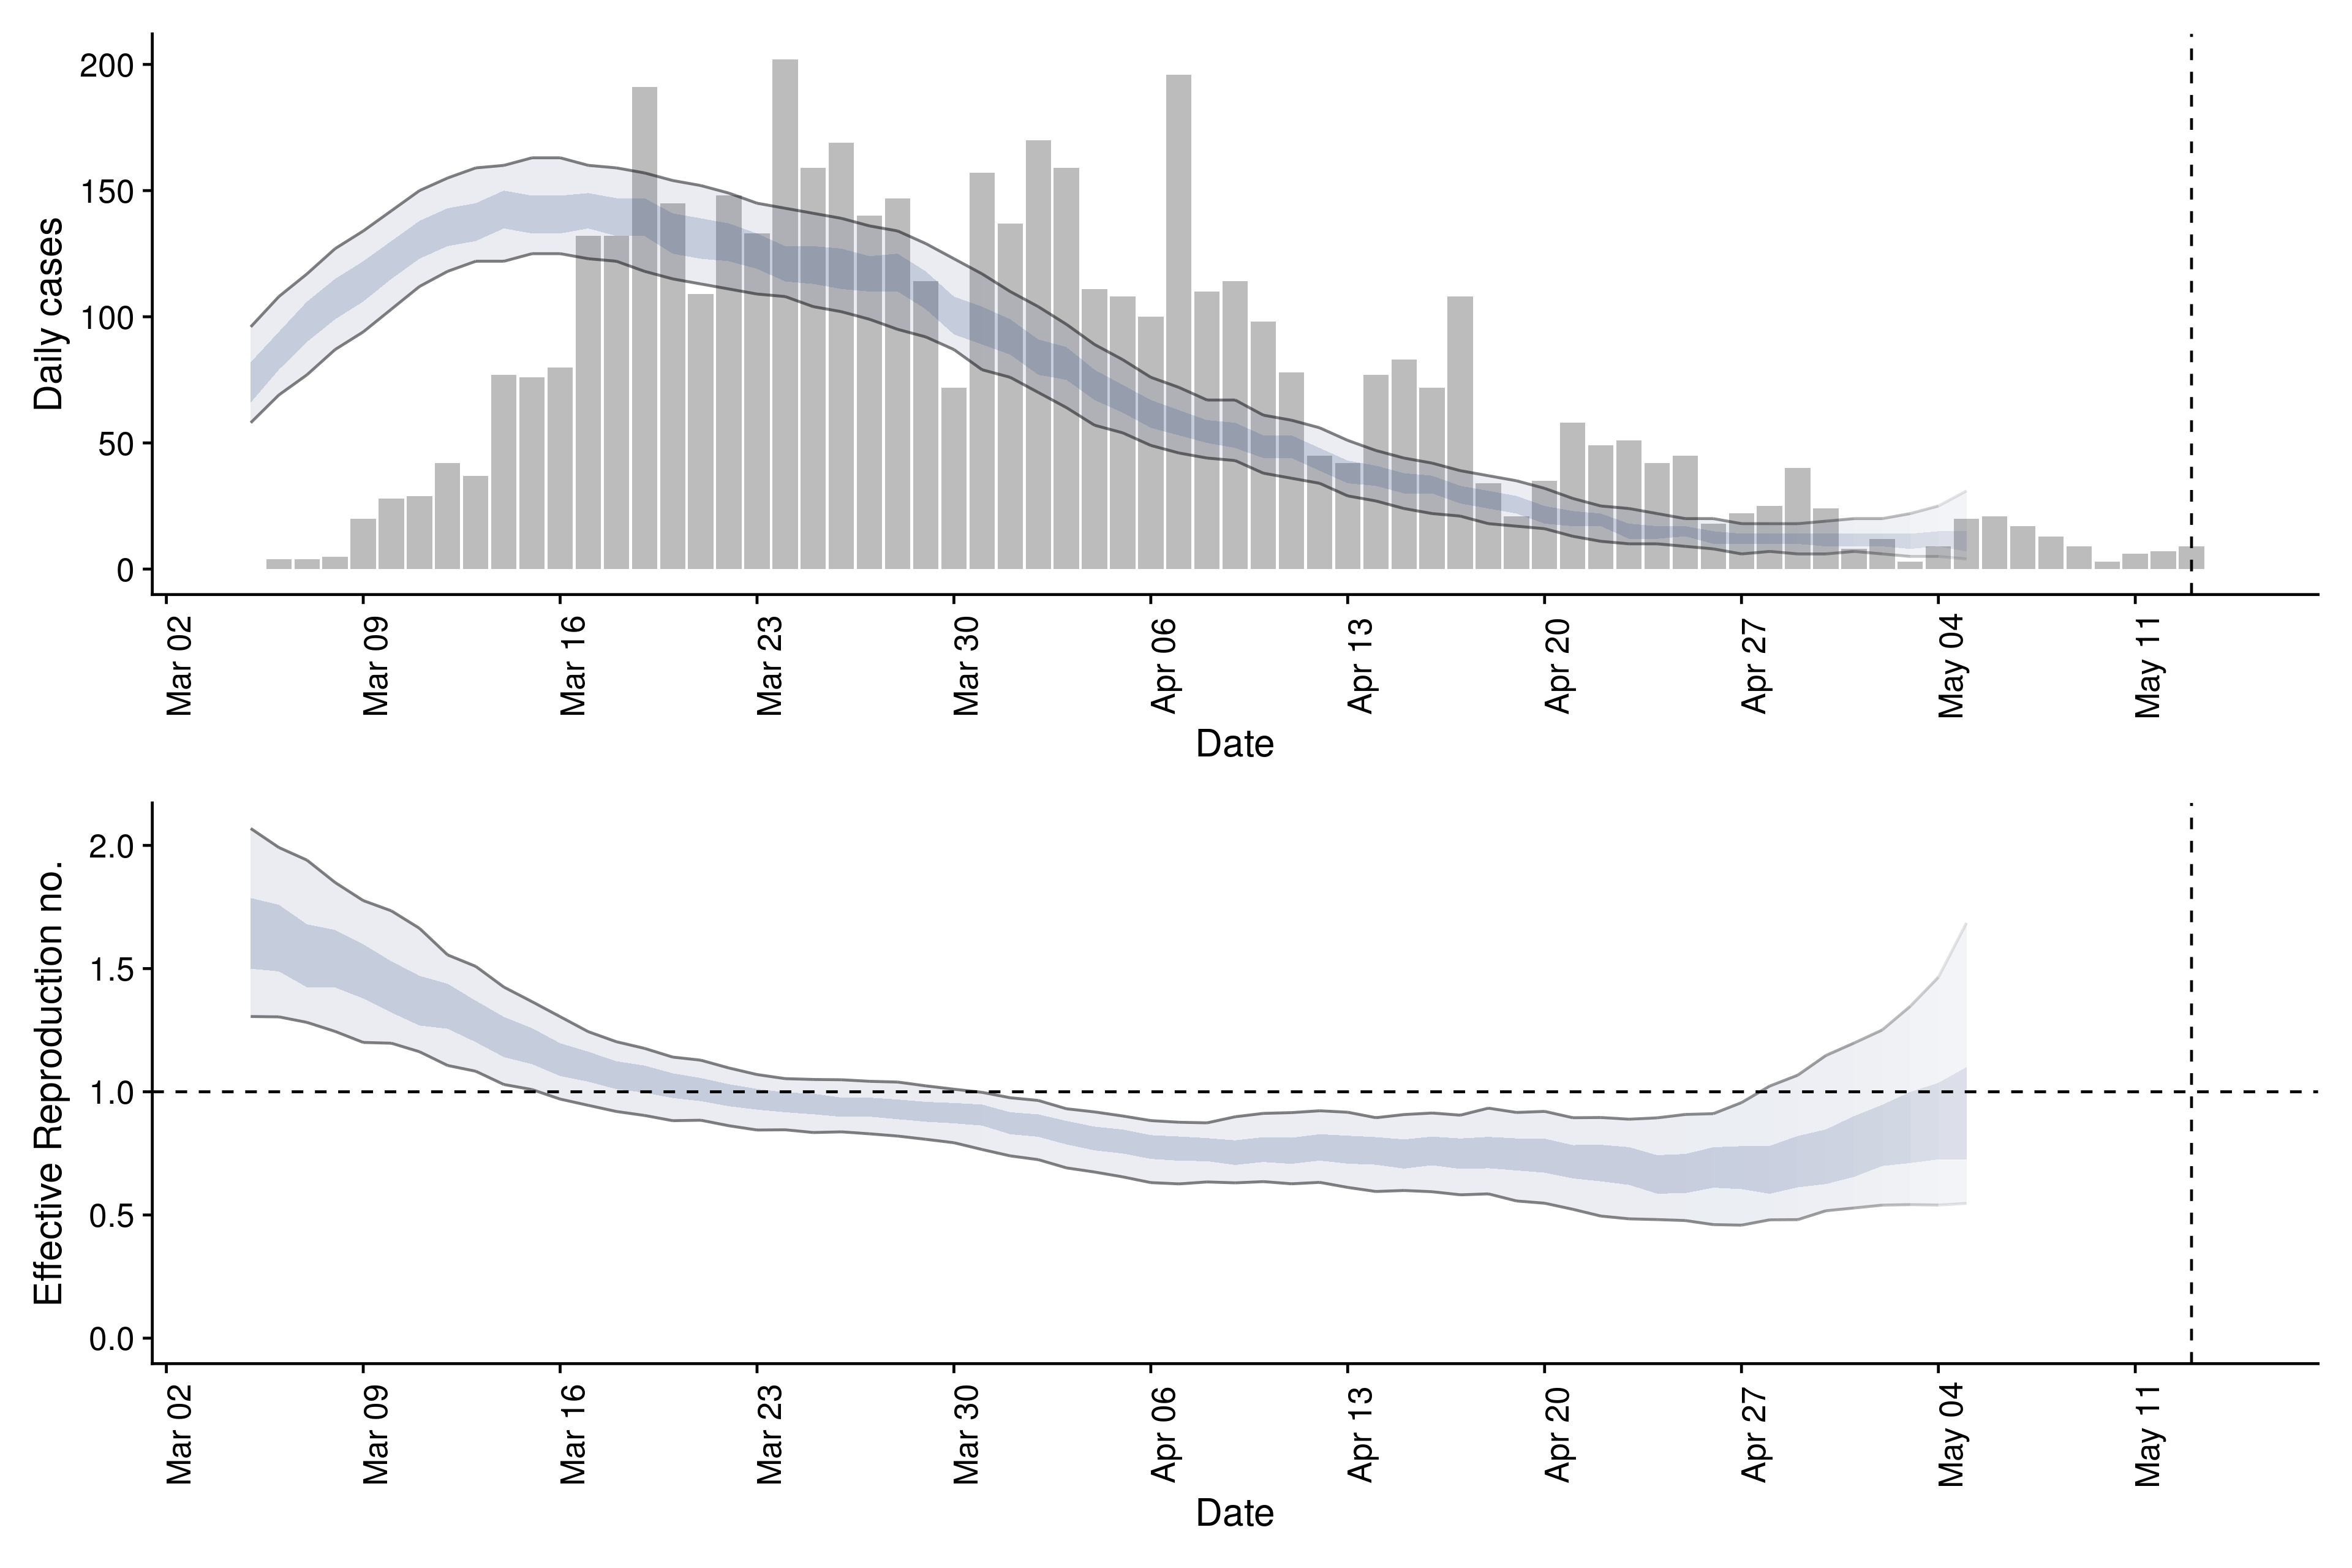 Daily cases
200
150
100
50
0
Mar 02
Mar 09
Mar 16
Mar 23
Mar 30
Apr 06
Apr 13
Apr 20
Apr 27
May 04
May 11
Date
Effective Reproduction no.
2.0
1.5
1.0
0.5
0.0
Mar 02
Mar 09
Mar 16
Mar 23
Mar 30
Apr 06
Apr 13
Apr 20
Apr 27
May 04
May 11
Date